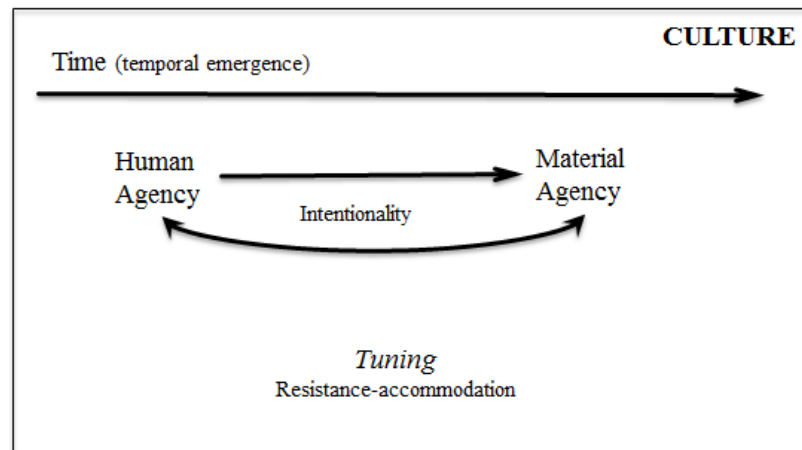 CULTURE
Time (temporal emergence)
Human
Agency
Material
Agency
Intentionality
Tuning
Resistance-accommodation